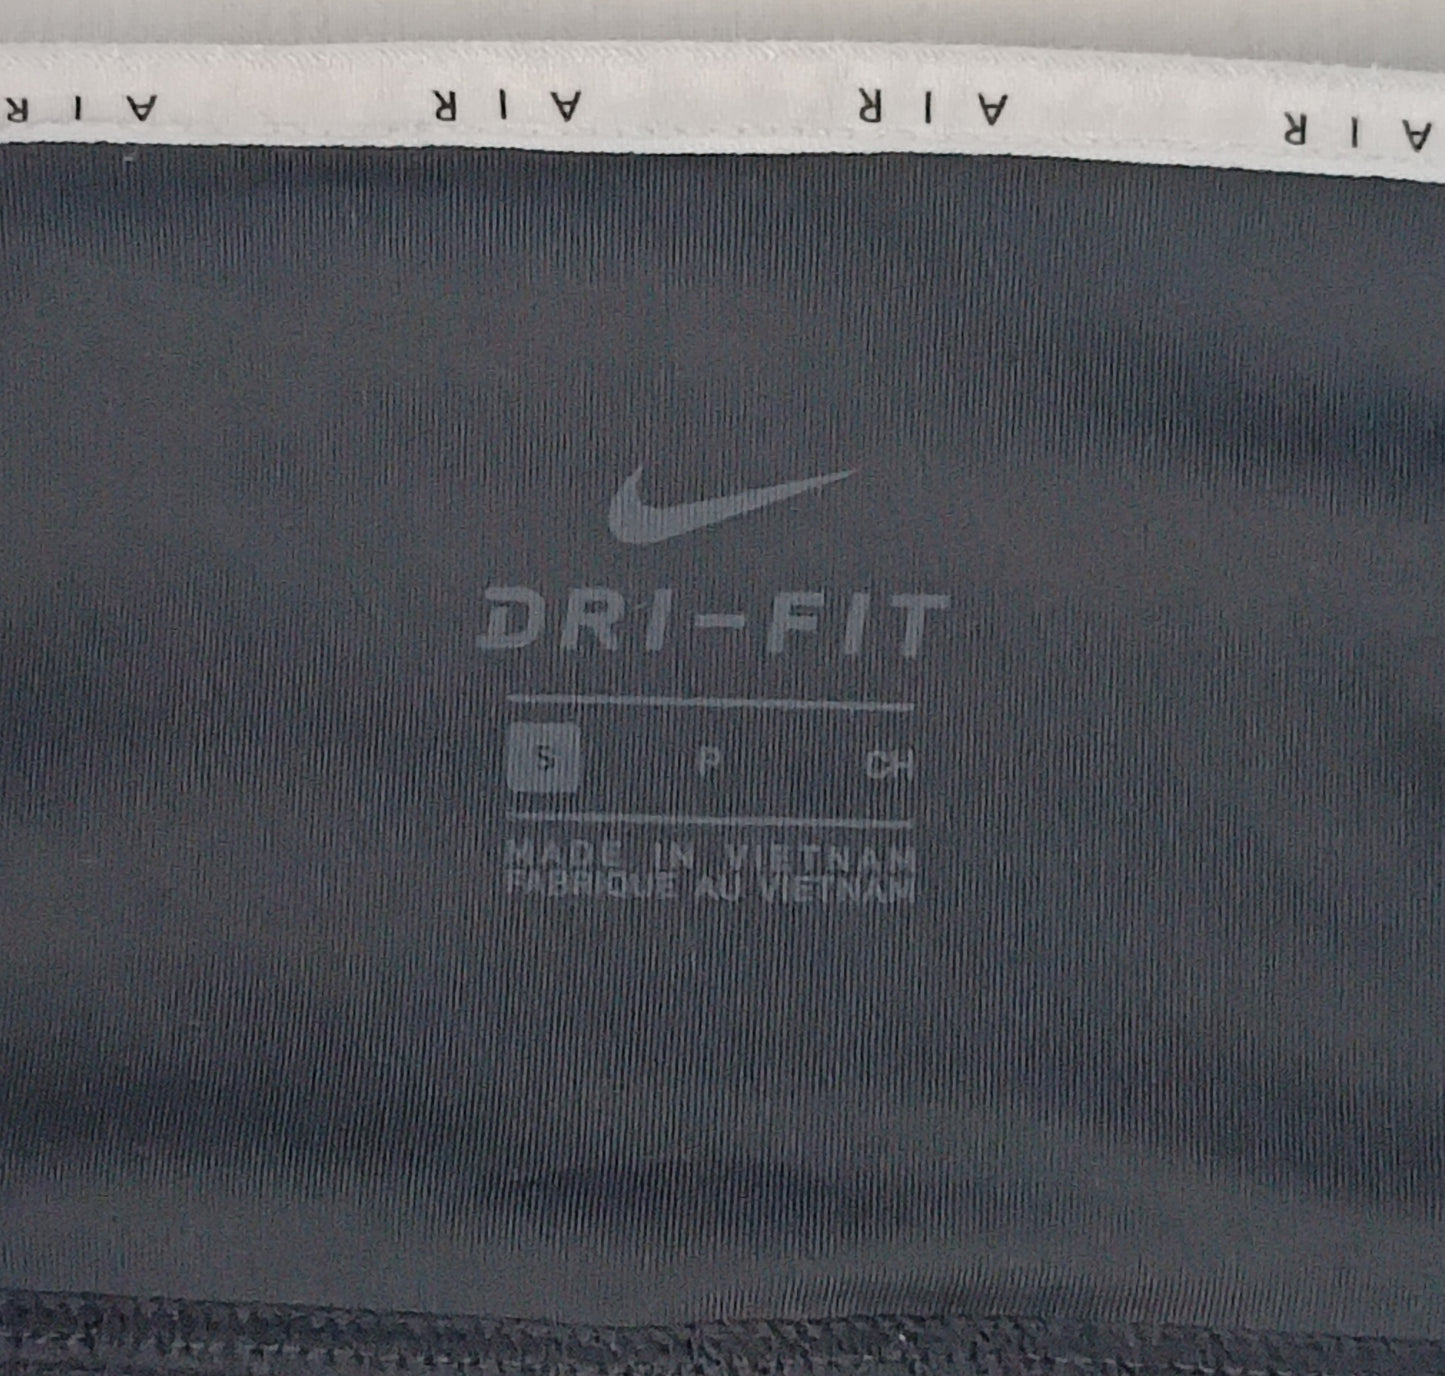 AIR AIR AIR AIR
DRI-FIT
S P CH
MADE IN VIETNAM
FABRIQUE AU VIETNAM